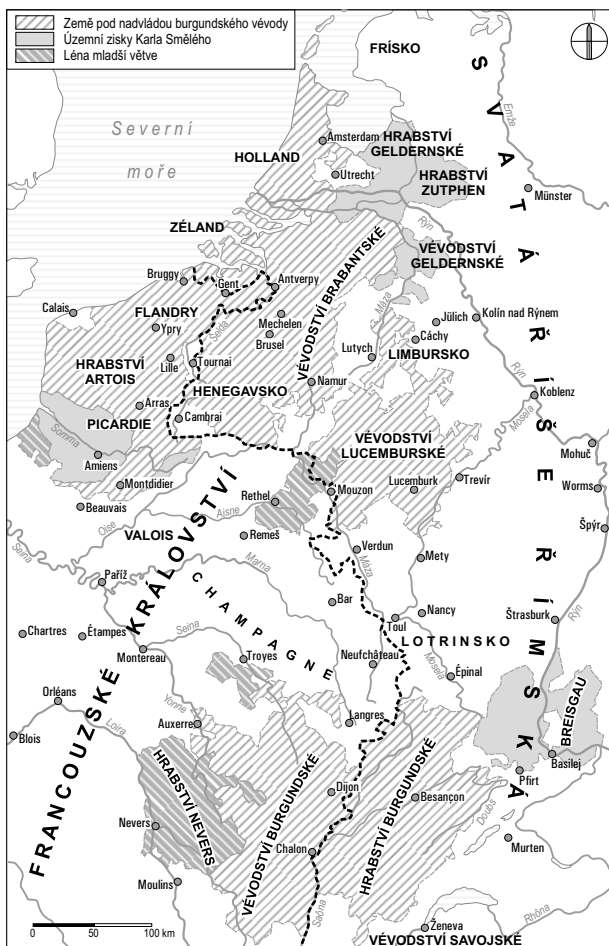 Země pod nadvládou burgundského vévody
Územní zisky Karla Smělého
Léna mladší větve
FRÍSKO
Severní
moře
Emže
Amsterdam
HRABSTVÍ
GELDERNSKÉ
HOLLAND
Utrecht
HRABSTVÍ
ZUTPHEN
Münster
Rýn
ZÉLAND
VÉVODSTVÍ
GELDERNSKÉ
Bruggy
Gent
Antverpy
VÉVODSTVÍ BRABANTSKÉ
Máza
Calais
FLANDRY
Šelda
Mechelen
Jülich
Kolín nad Rýnem
Ypry
Brusel
Cáchy
Lille
Tournai
Lutych
LIMBURSKO
Rýn
HRABSTVÍ
ARTOIS
HENEGAVSKO
Namur
Koblenz
Arras
Cambrai
Mosela
PICARDIE
Somma
VÉVODSTVÍ
LUCEMBURSKÉ
Mohuč
Amiens
Montdidier
Rethel
Mouzon
Lucemburk
Trevír
Worms
Beauvais
Oise
Aisne
VALOIS
Remeš
Verdun
Špýr
Seina
Marna
Máza
Mety
Paříž
CHAMPAGNE
Bar
Nancy
Toul
Štrasburk
Rýn
Chartres
Étampes
Seina
LOTRINSKO
Montereau
Troyes
Neufchâteau
Mosela
Épinal
Orléans
Yonne
Langres
BREISGAU
Loira
Auxerre
Blois
Basilej
Pfirt
HRABSTVÍ NEVERS
VÉVODSTVÍ BURGUNDSKÉ
Dijon
HRABSTVÍ BURGUNDSKÉ
Besançon
Doubs
Nevers
Chalon
Murten
Moulins
Saôna
Rhôna
Ženeva
VÉVODSTVÍ SAVOJSKÉ
FRANCOUZSKÉ KRÁLOVSTVÍ
SVATÁ ŘÍŠE ŘÍMSKÁ
0 50 100 km